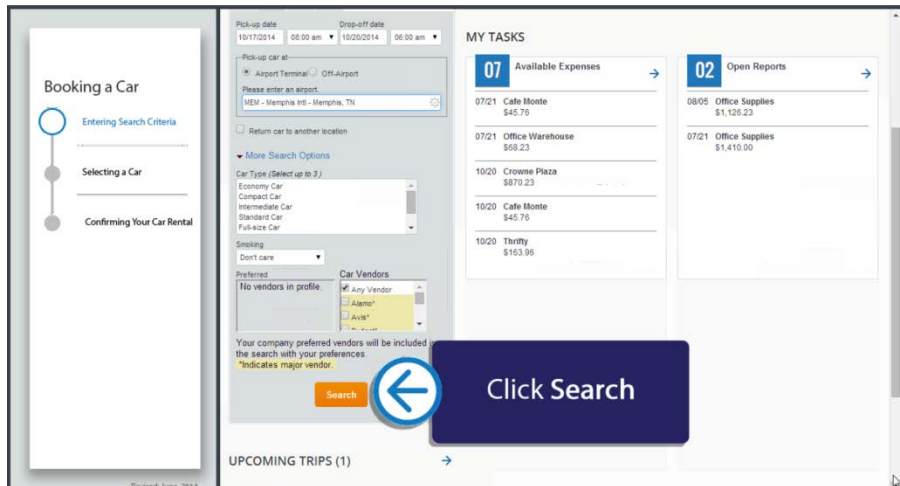 Booking a Car
Entering Search Criteria
Selecting a Car
Confirming Your Car Rental
Pick-up date Drop-off date
10/17/2014 08:00 am 10/20/2014 06:00 am
Pick-up car at
Airport Terminal Off-Airport
Please enter an airport.
MEM - Memphis Intl - Memphis, TN
Return car to another location
More Search Options
Car Type (Select up to 3 )
Economy Car
Compact Car
Intermediate Car
Standard Car
Full-size Car
Smoking
Don't care
Preferred Car Vendors
No vendors in profile. Any Vendor
Alamo*
Avis*
Your company preferred vendors will be included
the search with your preferences.
*Indicates major vendor.
Search
Click Search
UPCOMING TRIPS (1)
MY TASKS
07 Available Expenses
07/21 Cafe Monte
$45.76
07/21 Office Warehouse
$68.23
10/20 Crowne Plaza
$870.23
10/20 Cafe Monte
$45.76
10/20 Thrifty
$163.96
02 Open Reports
08/05 Office Supplies
$1,126.23
07/21 Office Supplies
$1,410.00